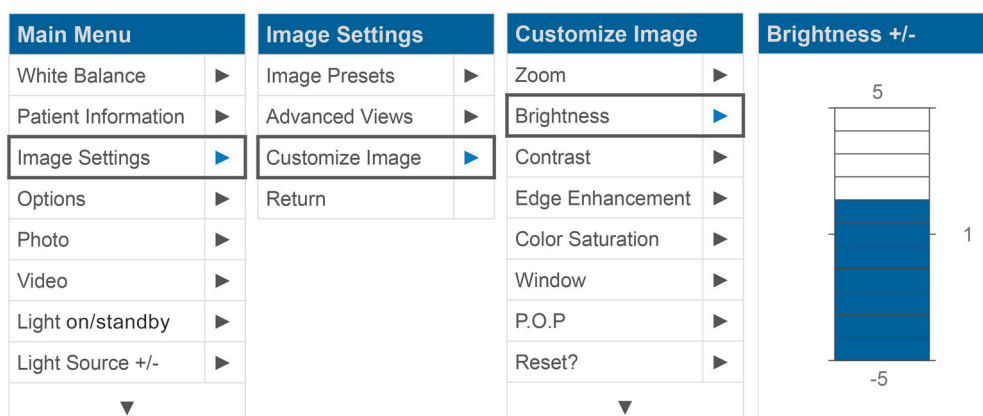 Main Menu
White Balance
Patient Information
Image Settings
Options
Photo
Video
Light on/standby
Light Source +/-
Image Settings
Image Presets
Advanced Views
Customize Image
Return
Customize Image
Zoom
Brightness
Contrast
Edge Enhancement
Color Saturation
Window
P.O.P
Reset?
Brightness +/-
5
1
-5